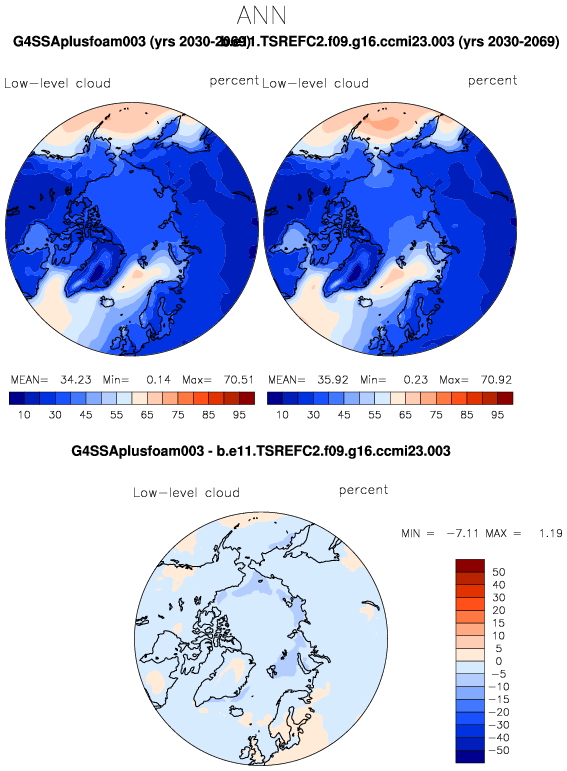 ANN
G4SSAplusfoam003 (yrs 2030-2069) b.e11.TSREFC2.f09.g16.ccmi23.003 (yrs 2030-2069)
Low-level cloud percent Low-level cloud percent
MEAN= 34.23 Min= 0.14 Max= 70.51 MEAN= 35.92 Min= 0.23 Max= 70.92
10 30 45 55 65 75 85 95 10 30 45 55 65 75 85 95
G4SSAplusfoam003 - b.e11.TSREFC2.f09.g16.ccmi23.003
Low-level cloud percent
MIN = -7.11 MAX = 1.19
50
40
30
20
10
5
0
-5
-10
-15
-20
-30
-40
-50